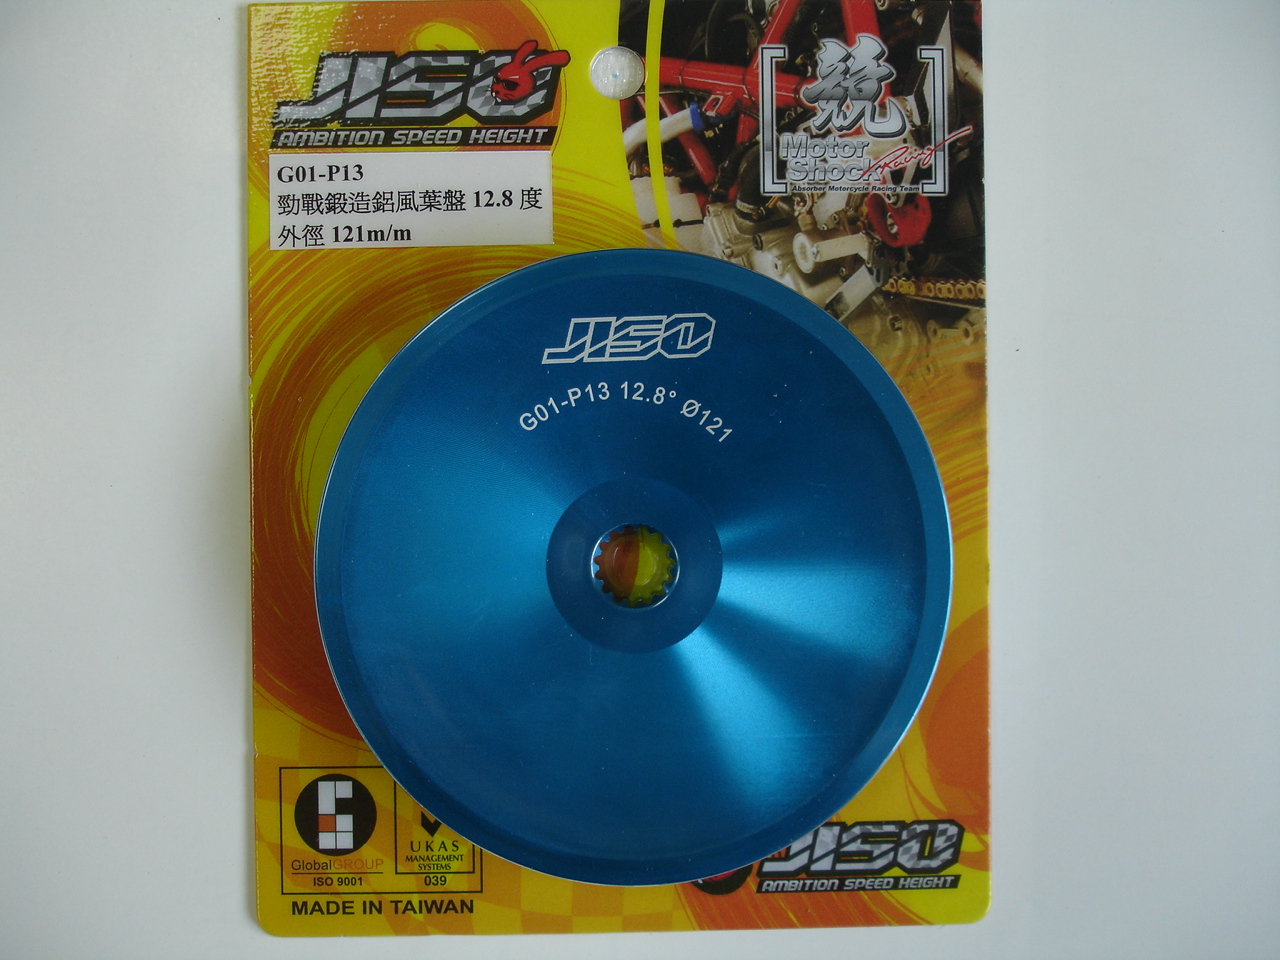 JISO
AMBITION SPEED HEIGHT
競
Motor
Shock Racing
Absorber Motorcycle Racing Team
G01-P13
勁戰鍛造鋁風葉盤 12.8 度
外徑 121m/m
JISO
G01-P13 12.8° Ø121
GlobalGROUP
ISO 9001
UKAS
MANAGEMENT
SYSTEMS
039
MADE IN TAIWAN
JISO
AMBITION SPEED HEIGHT